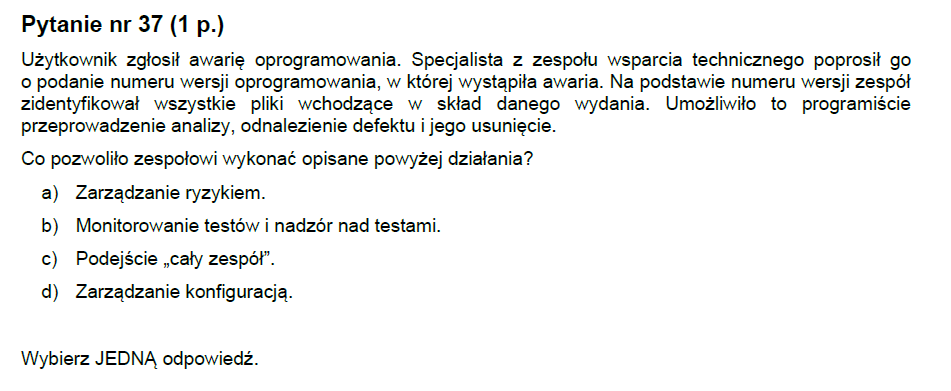 Pytanie nr 37 (1 p.)
Użytkownik zgłosił awarię oprogramowania. Specjalista z zespołu wsparcia technicznego poprosił go
o podanie numeru wersji oprogramowania, w której wystąpiła awaria. Na podstawie numeru wersji zespół
zidentyfikował wszystkie pliki wchodzące w skład danego wydania. Umożliwiło to programiście
przeprowadzenie analizy, odnalezienie defektu i jego usunięcie.
Co pozwoliło zespołowi wykonać opisane powyżej działania?
a) Zarządzanie ryzykiem.
b) Monitorowanie testów i nadzór nad testami.
c) Podejście „cały zespół”.
d) Zarządzanie konfiguracją.
Wybierz JEDNĄ odpowiedź.